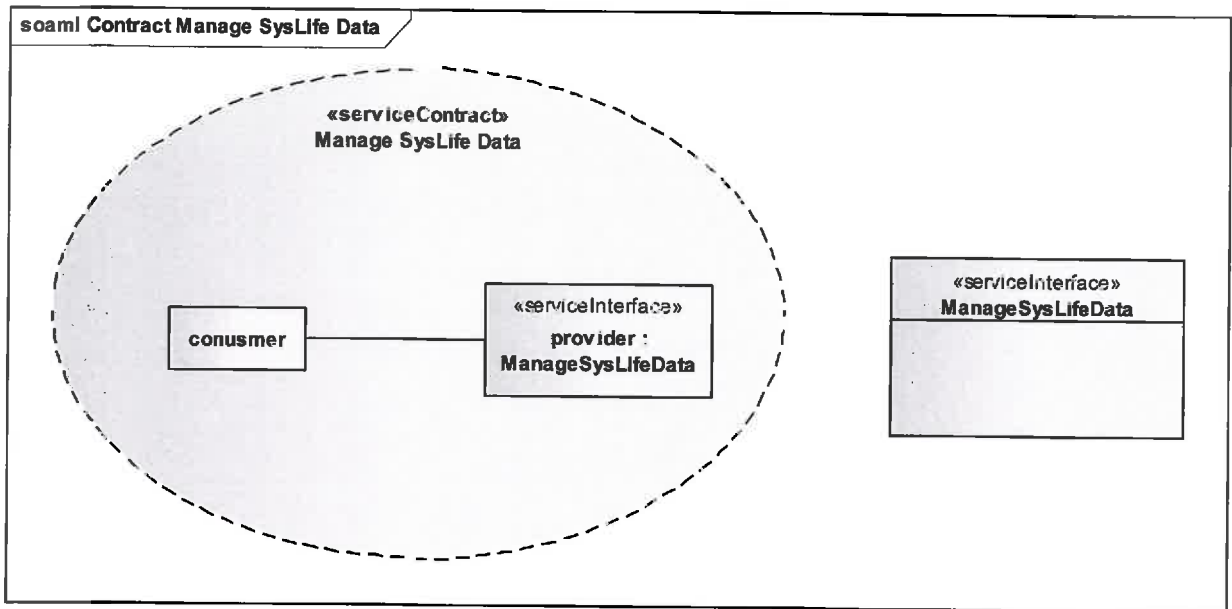 soaml Contract Manage SysLife Data
«serviceContract»
Manage SysLife Data
conusmer
«serviceInterface»
provider :
ManageSysLifeData
«serviceInterface»
ManageSysLifeData